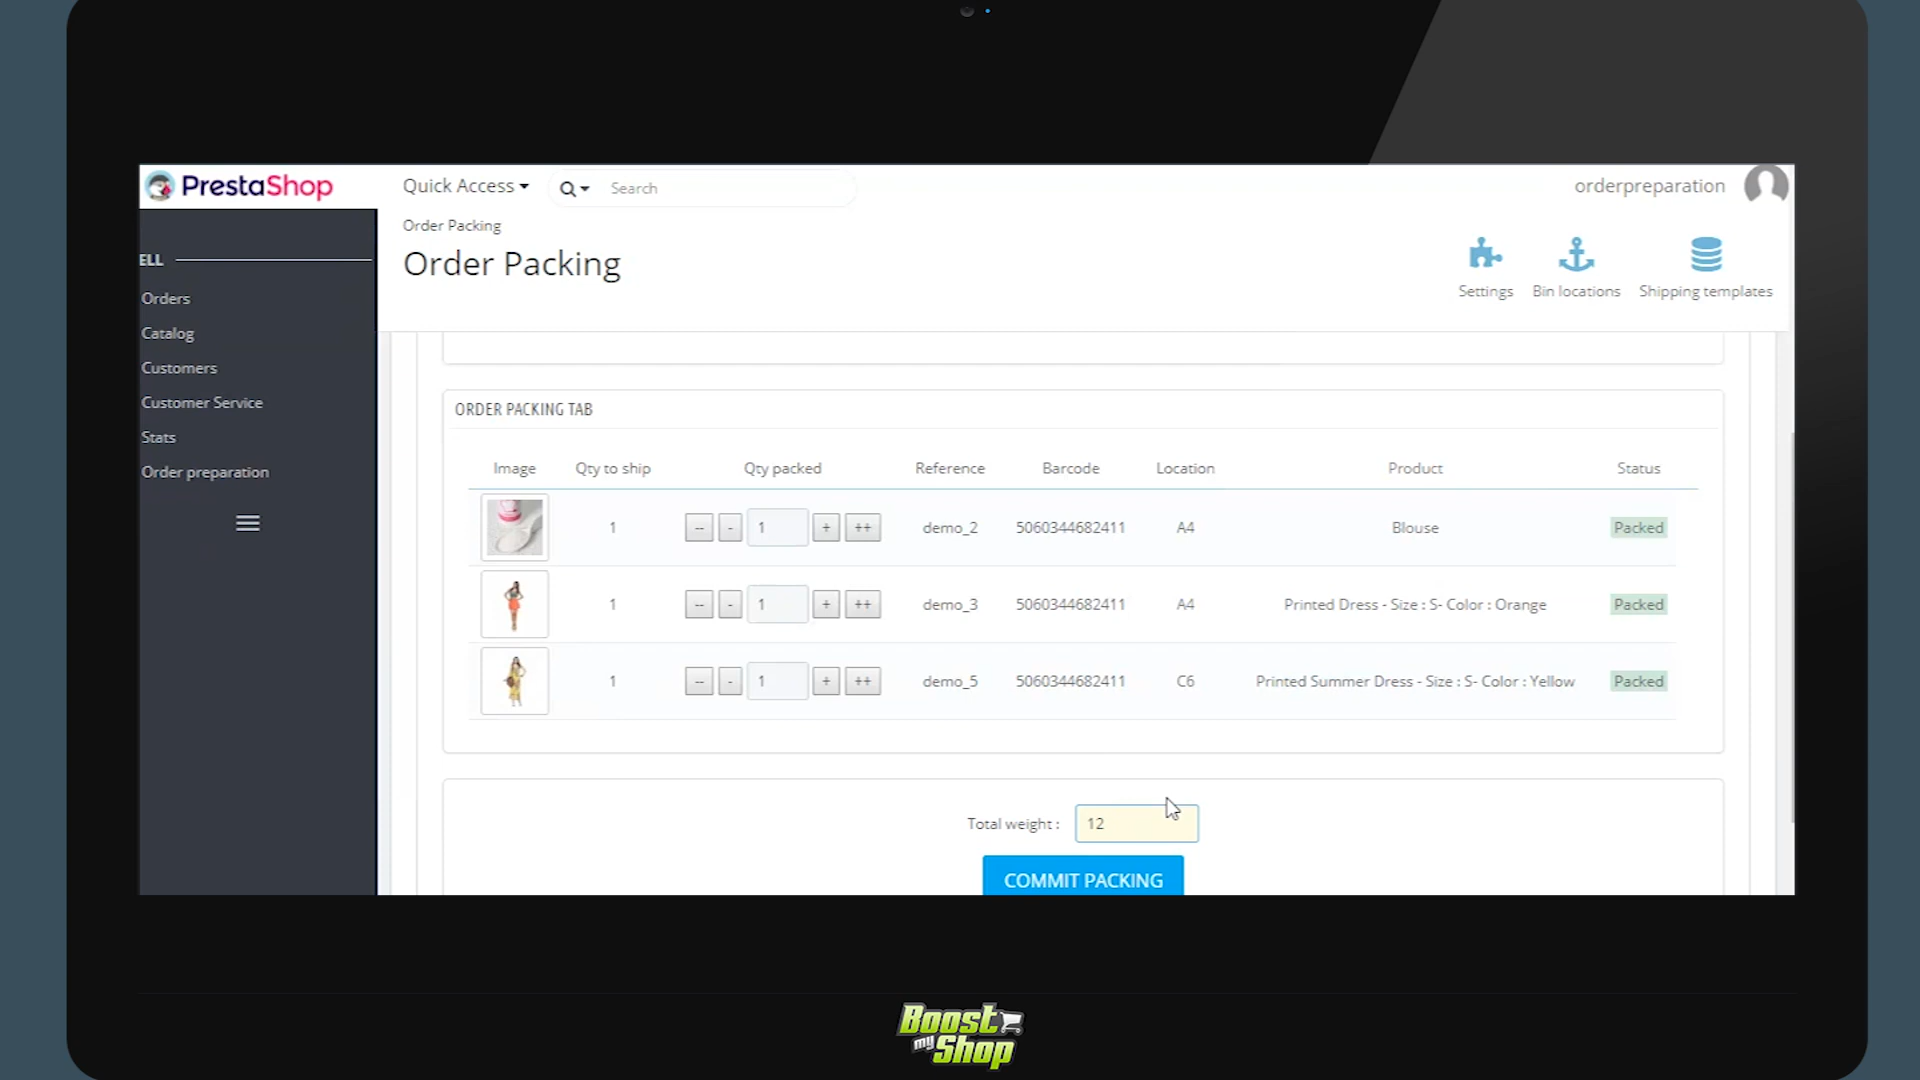 PrestaShop
Quick Access
Search
orderpreparation
Order Packing
Order Packing
Settings
Bin locations
Shipping templates
ELL
Orders
Catalog
Customers
Customer Service
Stats
Order preparation
ORDER PACKING TAB
Image Qty to ship Qty packed Reference Barcode Location Product Status
1 -- - 1 + ++ demo_2 5060344682411 A4 Blouse Packed
1 -- - 1 + ++ demo_3 5060344682411 A4 Printed Dress - Size : S- Color : Orange Packed
1 -- - 1 + ++ demo_5 5060344682411 C6 Printed Summer Dress - Size : S- Color : Yellow Packed
Total weight : 12
COMMIT PACKING
Boost
my Shop